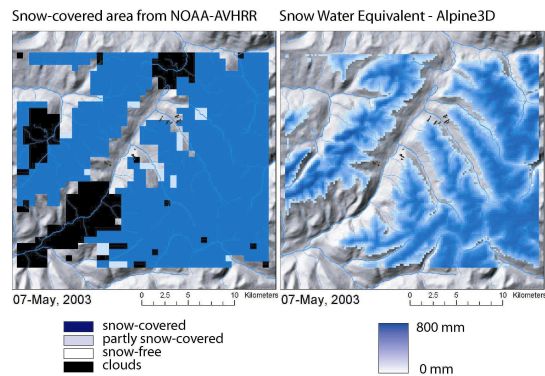 Snow-covered area from NOAA-AVHRR
Snow Water Equivalent - Alpine3D
07-May, 2003
0 2.5 5 10 Kilometers
07-May, 2003
0 2.5 5 10 Kilometers
snow-covered
partly snow-covered
snow-free
clouds
800 mm
0 mm